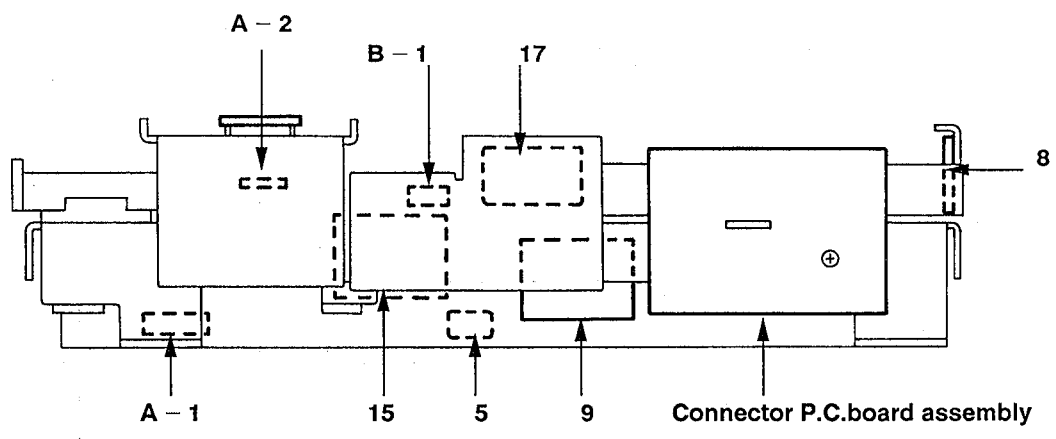 A – 2
B – 1
17
8
A – 1
15
5
9
Connector P.C.board assembly